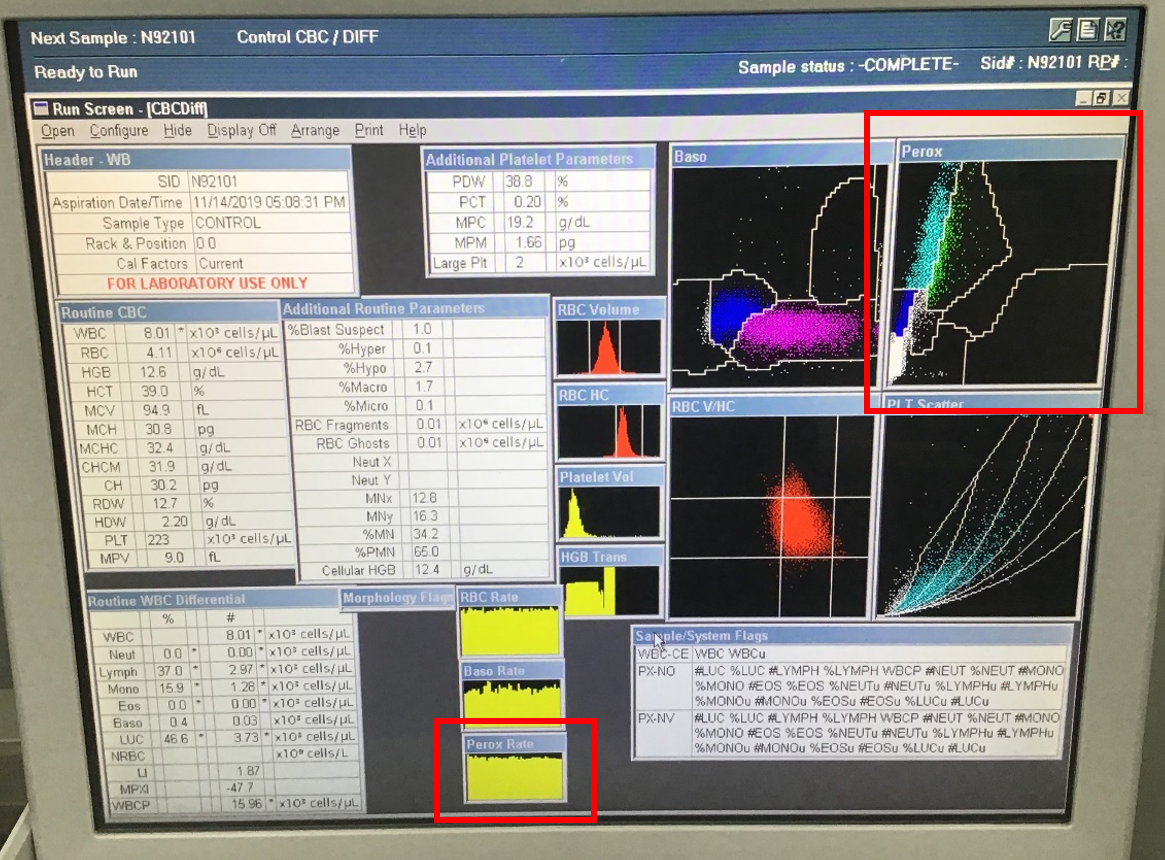 Next Sample : N92101 Control CBC / DIFF
Ready to Run
Sample status : -COMPLETE- Sid# : N92101 RP# :
Run Screen - [CBCDiff]
Open Configure Hide Display Off Arrange Print Help
Header - WB
SID N92101
Aspiration Date/Time 11/14/2019 05:08:31 PM
Sample Type CONTROL
Rack & Position 0 0
Cal Factors Current
FOR LABORATORY USE ONLY
Additional Platelet Parameters
PDW 38.8 %
PCT 0.20 %
MPC 19.2 g/dL
MPM 1.66 pg
Large Plt 2 x10³ cells/µL
Baso
Perox
Routine CBC
WBC 8.01 * x10³ cells/µL
RBC 4.11 x10⁶ cells/µL
HGB 12.6 g/dL
HCT 39.0 %
MCV 94.9 fL
MCH 30.8 pg
MCHC 32.4 g/dL
CHCM 31.9 g/dL
CH 30.2 pg
RDW 12.7 %
HDW 2.20 g/dL
PLT 223 x10³ cells/µL
MPV 9.0 fL
Additional Routine Parameters
%Blast Suspect 1.0
%Hyper 0.1
%Hypo 2.7
%Macro 1.7
%Micro 0.1
RBC Fragments 0.01 x10⁶ cells/µL
RBC Ghosts 0.01 x10⁶ cells/µL
Neut X
Neut Y
MNx 12.8
MNy 16.3
%MN 34.2
%PMN 65.0
Cellular HGB 12.4 g/dL
RBC Volume
RBC HC
Platelet Vol
HGB Trans
RBC V/HC
PLT Scatter
Routine WBC Differential
% #
WBC 8.01 * x10³ cells/µL
Neut 0.0 * 0.00 * x10³ cells/µL
Lymph 37.0 * 2.97 * x10³ cells/µL
Mono 15.9 * 1.28 * x10³ cells/µL
Eos 0.0 * 0.00 * x10³ cells/µL
Baso 0.4 0.03 x10³ cells/µL
LUC 46.6 * 3.73 * x10³ cells/µL
NRBC x10⁹ cells/L
LI 1.87
MPXI -47.7
WBCP 15.96 * x10³ cells/µL
Morphology Flags
RBC Rate
Baso Rate
Perox Rate
Sample/System Flags
WBC-CE WBC WBCu
PX-NO #LUC %LUC #LYMPH %LYMPH WBCP #NEUT %NEUT #MONO
%MONO #EOS %EOS %NEUTu #NEUTu %LYMPHu #LYMPHu
%MONOu #MONOu %EOSu #EOSu %LUCu #LUCu
PX-NV #LUC %LUC #LYMPH %LYMPH WBCP #NEUT %NEUT #MONO
%MONO #EOS %EOS %NEUTu #NEUTu %LYMPHu #LYMPHu
%MONOu #MONOu %EOSu #EOSu %LUCu #LUCu